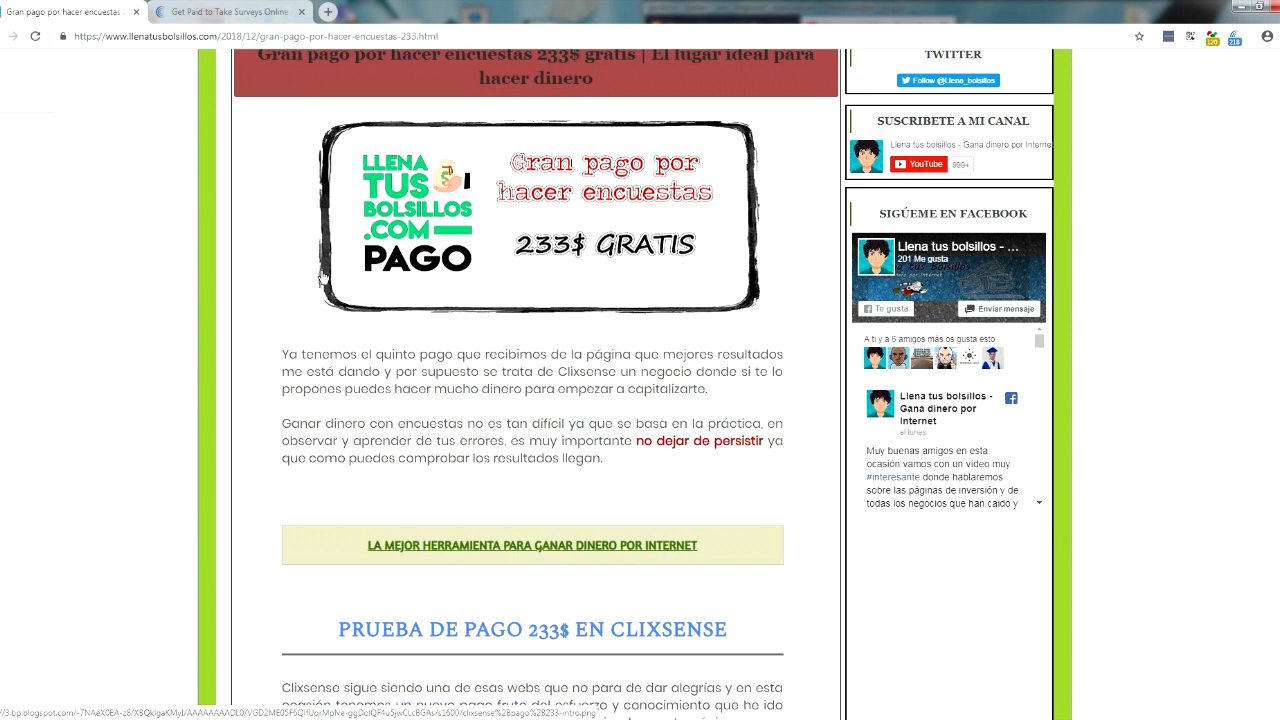 Gran pago por hacer encuestas
Get Paid to Take Surveys Online
https://www.llenatusbolsillos.com/2018/12/gran-pago-por-hacer-encuestas-233.html
120
218
Gran pago por hacer encuestas 233$ gratis | El lugar ideal para
hacer dinero
LLENA
TUS
BOLSILLOS
.COM
PAGO
Gran pago por
hacer encuestas
233$ GRATIS
Ya tenemos el quinto pago que recibimos de la página que mejores resultados
me está dando y por supuesto se trata de Clixsense un negocio donde si te lo
propones puedes hacer mucho dinero para empezar a capitalizarte.
Ganar dinero con encuestas no es tan difícil ya que se basa en la práctica, en
observar y aprender de tus errores, es muy importante no dejar de persistir ya
que como puedes comprobar los resultados llegan.
LA MEJOR HERRAMIENTA PARA GANAR DINERO POR INTERNET
PRUEBA DE PAGO 233$ EN CLIXSENSE
Clixsense sigue siendo una de esas webs que no para de dar alegrías y en esta
TWITTER
Follow @Llena_bolsillos
SUSCRIBETE A MI CANAL
Llena tus bolsillos - Gana dinero por Interne
YouTube 999+
SIGÚEME EN FACEBOOK
Llena tus bolsillos - ...
201 Me gusta
Te gusta
Enviar mensaje
A ti y a 6 amigos más os gusta esto
Llena tus bolsillos -
Gana dinero por
Internet
el lunes
Muy buenas amigos en esta
ocasión vamos con un video muy
#interesante donde hablaremos
sobre las páginas de inversión y de
todas los negocios que han caido y